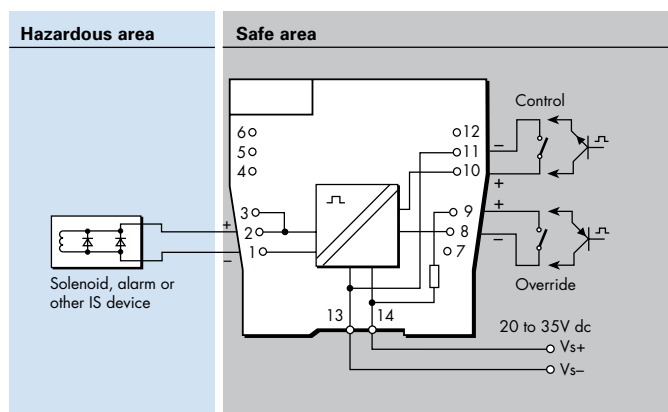 Hazardous area
Safe area
Control
6
5
4
12
11
10
–
+
3
2
1
+
–
9
8
7
+
–
Solenoid, alarm or
other IS device
Override
13
14
20 to 35V dc
Vs+
Vs–